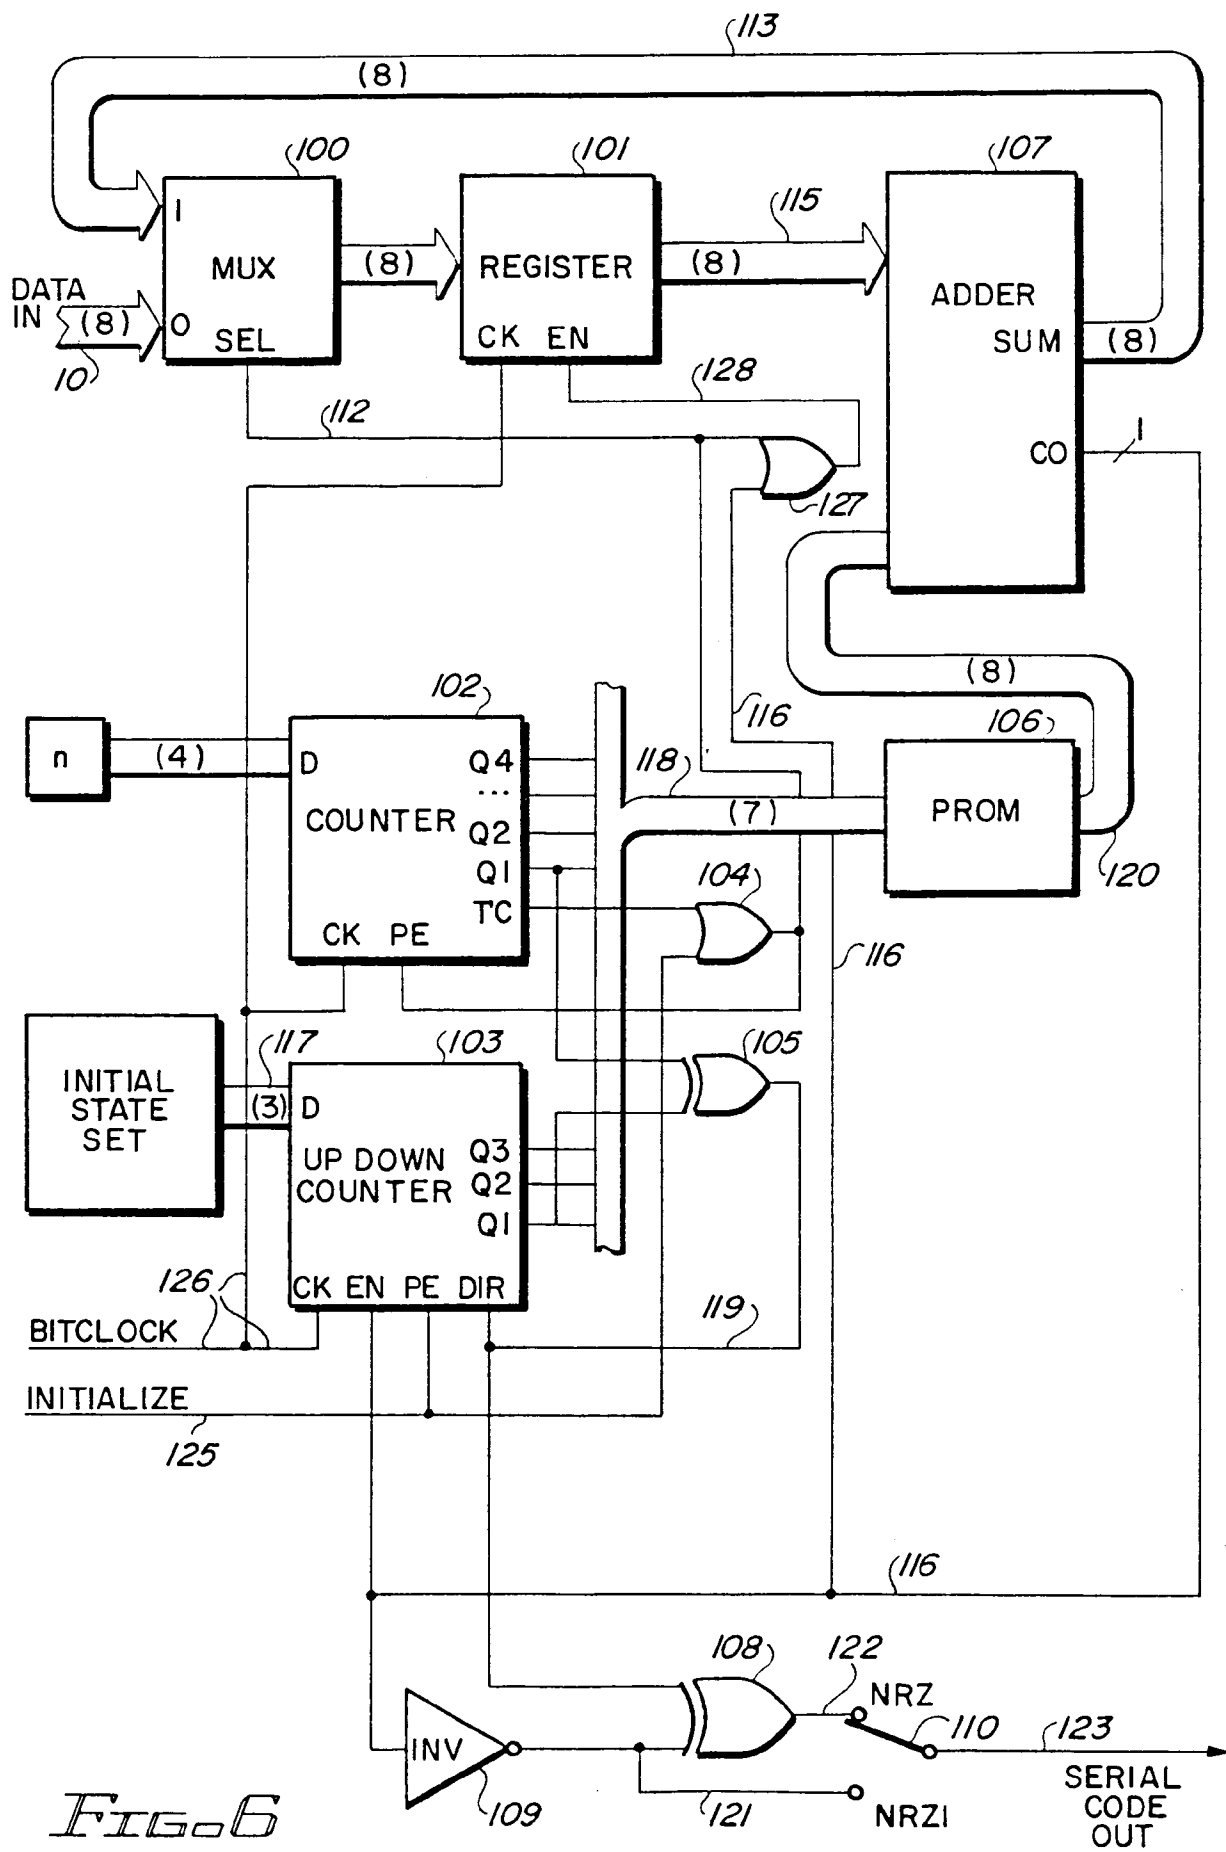 113
(8)
100
101
107
1
MUX
(8)
REGISTER
115
(8)
ADDER
DATA
IN
(8)
0
SEL
CK EN
SUM
(8)
10
128
112
CO
1
127
(8)
102
116
106
n
(4)
D
Q4
...
118
COUNTER
Q2
(7)
PROM
Q1
104
120
TC
CK PE
116
117
103
105
INITIAL
STATE
SET
(3)
D
UP DOWN
COUNTER
Q3
Q2
Q1
126
CK EN PE DIR
119
BITCLOCK
INITIALIZE
125
116
108
122
NRZ
110
123
INV
109
121
NRZ1
SERIAL
CODE
OUT
FIG. 6